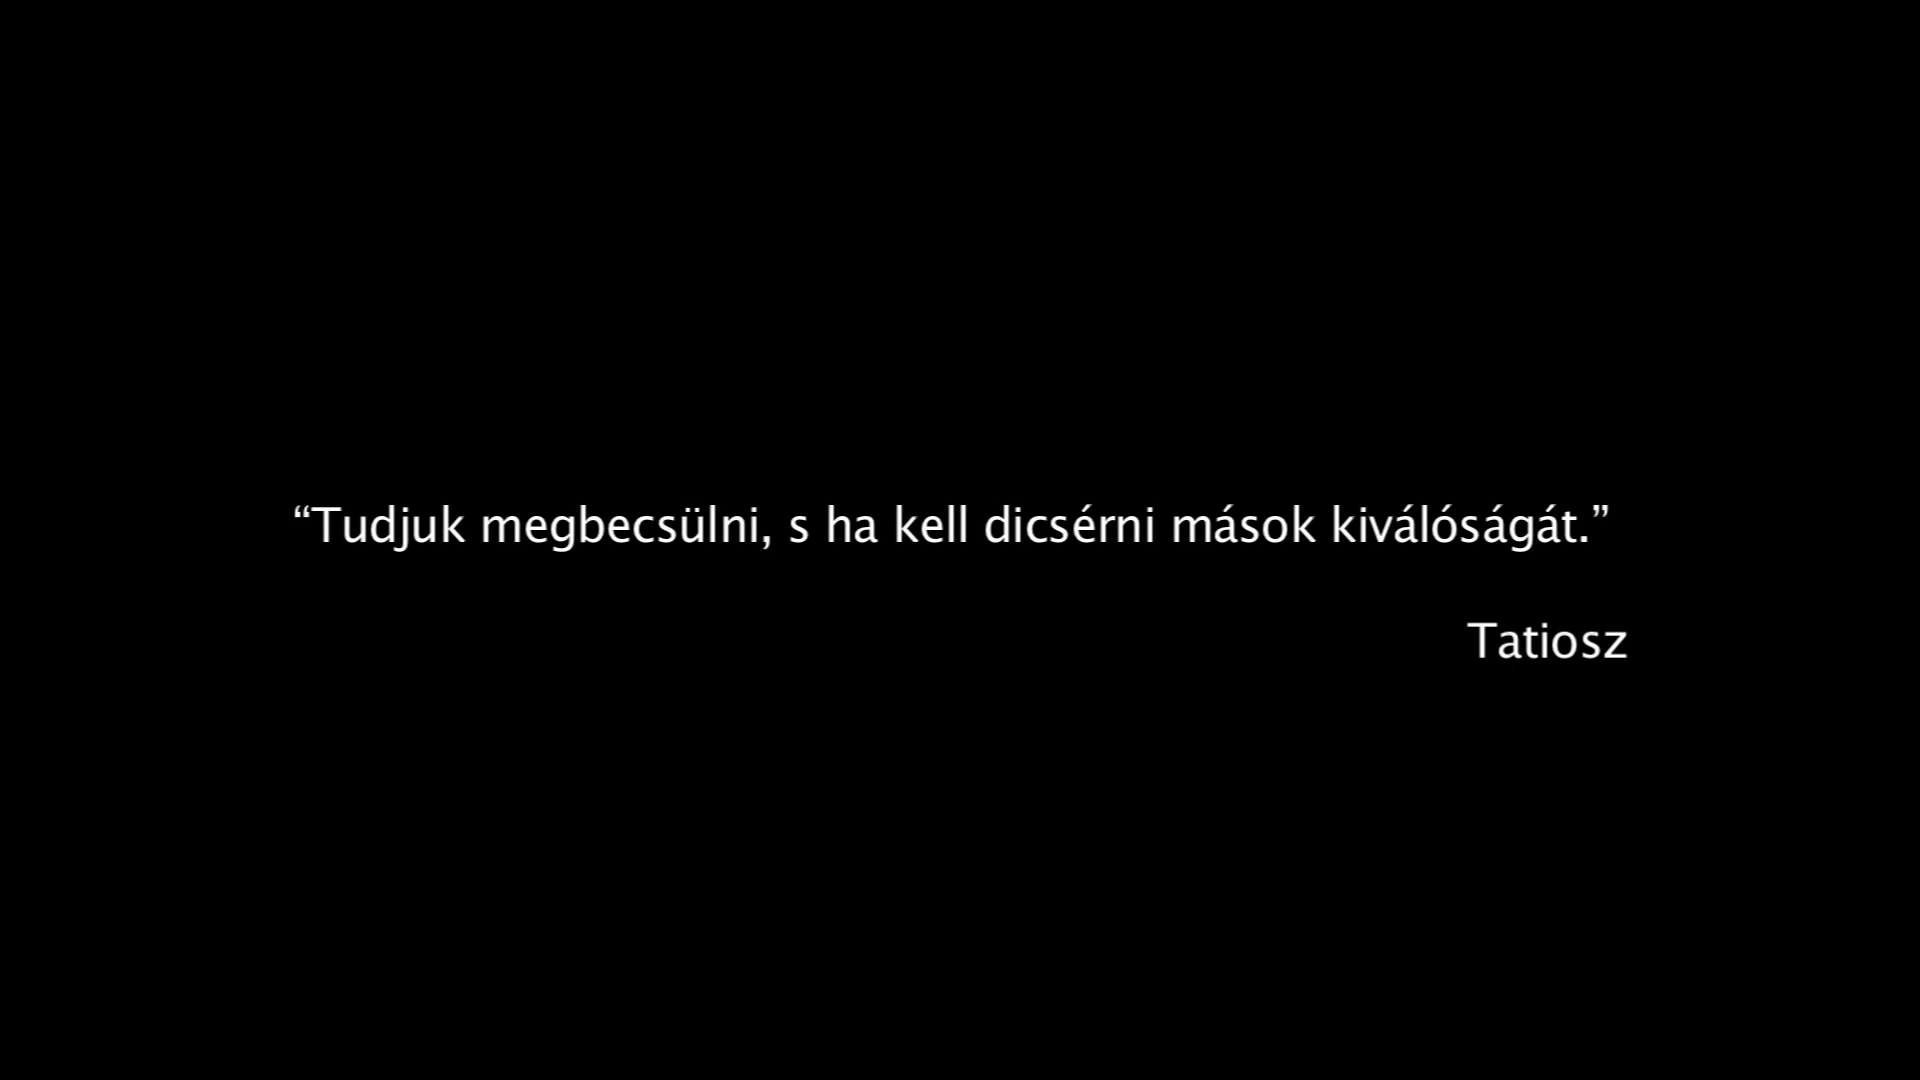 “Tudjuk megbecsülni, s ha kell dicsérni mások kiválóságát.”
Tatiosz